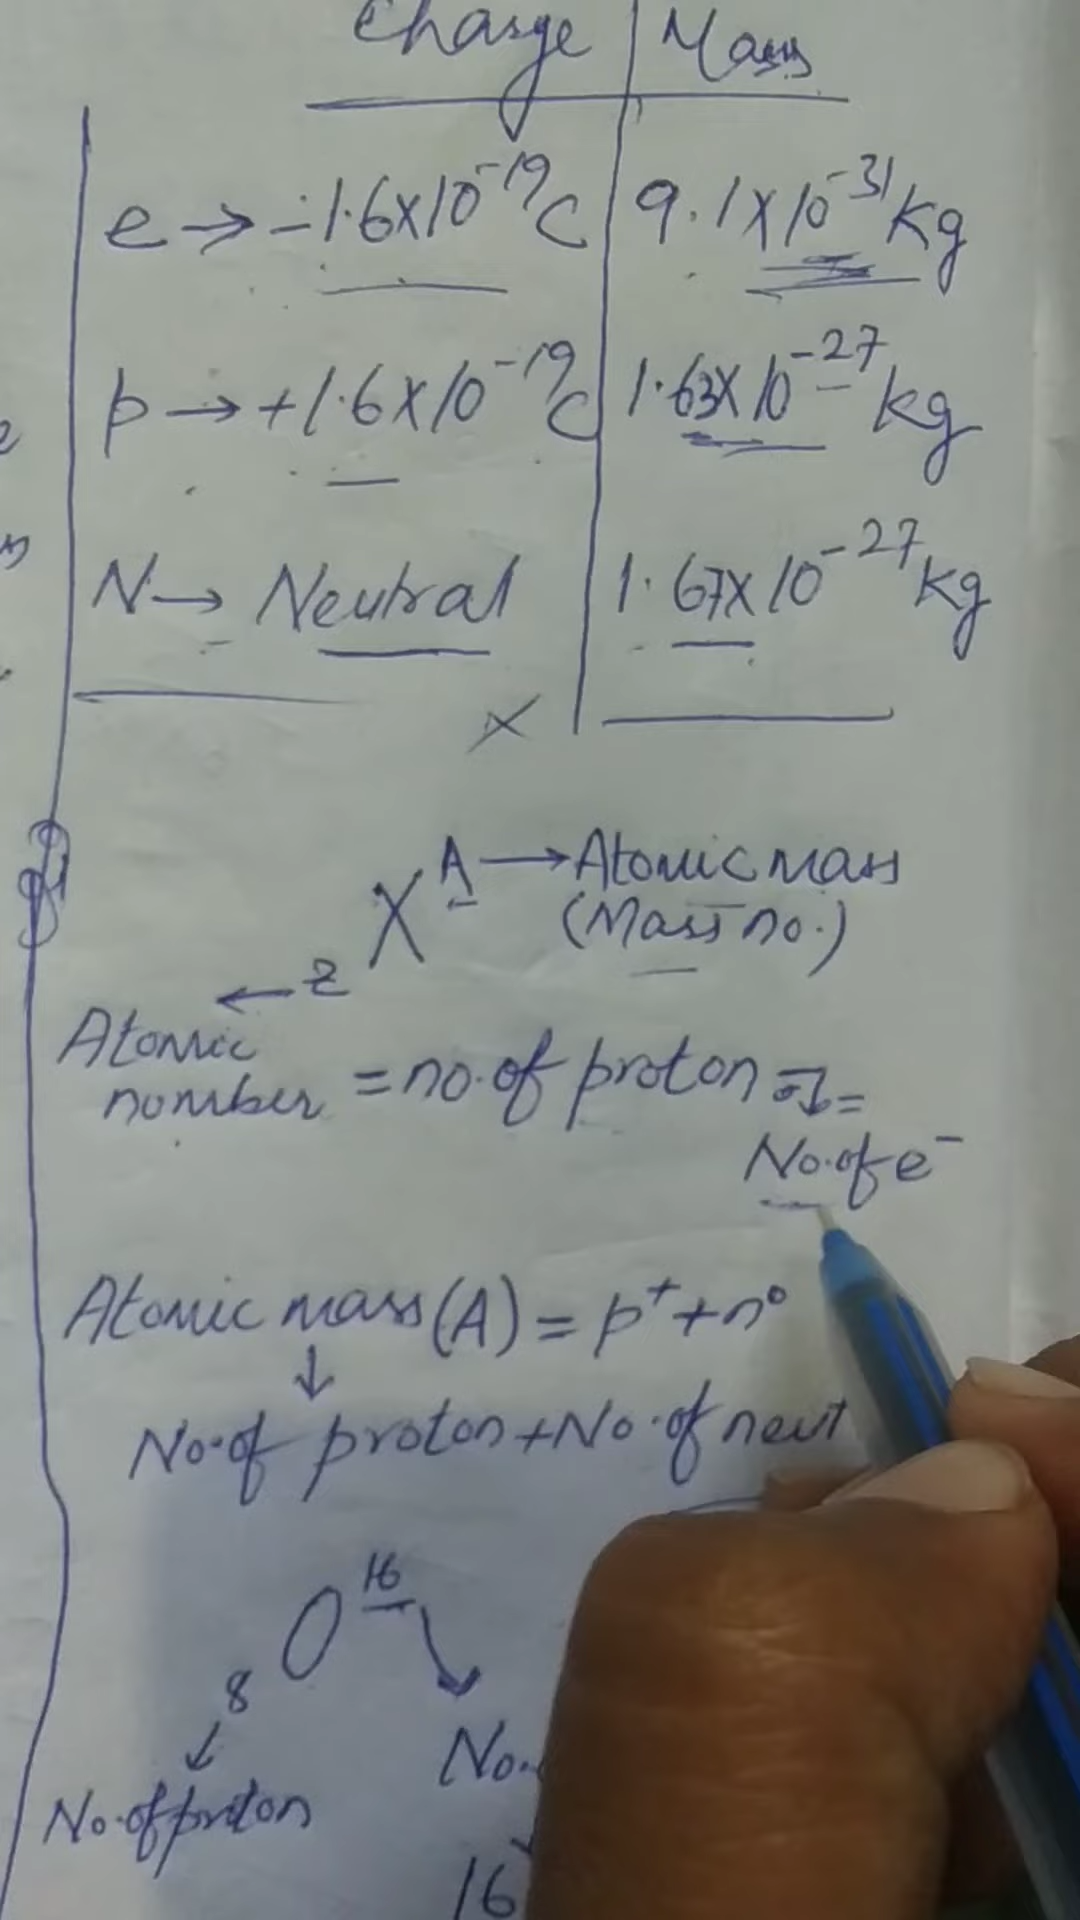 Charge | Mass
e → -1.6×10⁻¹⁹C | 9.1×10⁻³¹kg
p → +1.6×10⁻¹⁹C | 1.63×10⁻²⁷kg
N → Neutral | 1.67×10⁻²⁷kg
×
X A → Atomic mass
(Mass no.)
← z
Atomic
number = no.of proton =
No.of e⁻
Atomic mass (A) = p⁺+n⁰
↓
No.of proton+No.of neut
16
O
8
↓
No.
No.of proton
16